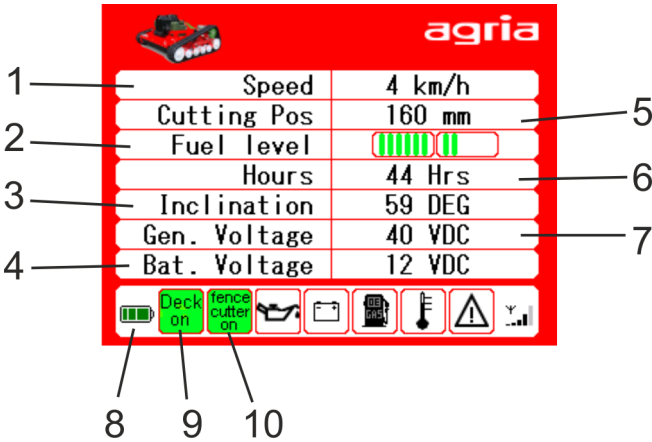 agria
1 Speed 4 km/h
Cutting Pos 160 mm 5
2 Fuel level
Hours 44 Hrs 6
3 Inclination 59 DEG
Gen. Voltage 40 VDC 7
4 Bat. Voltage 12 VDC
Deck on
fence cutter on
- +
OE GAS
8 9 10